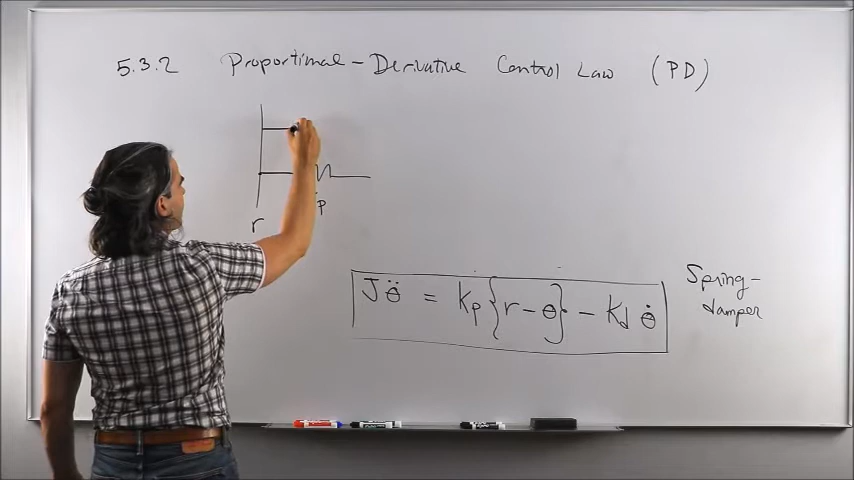 5.3.2 Proportional - Derivative Control Law (PD)
r
p
Jθ̈ = Kp{r - θ} - Kd θ̇
Spring-
damper